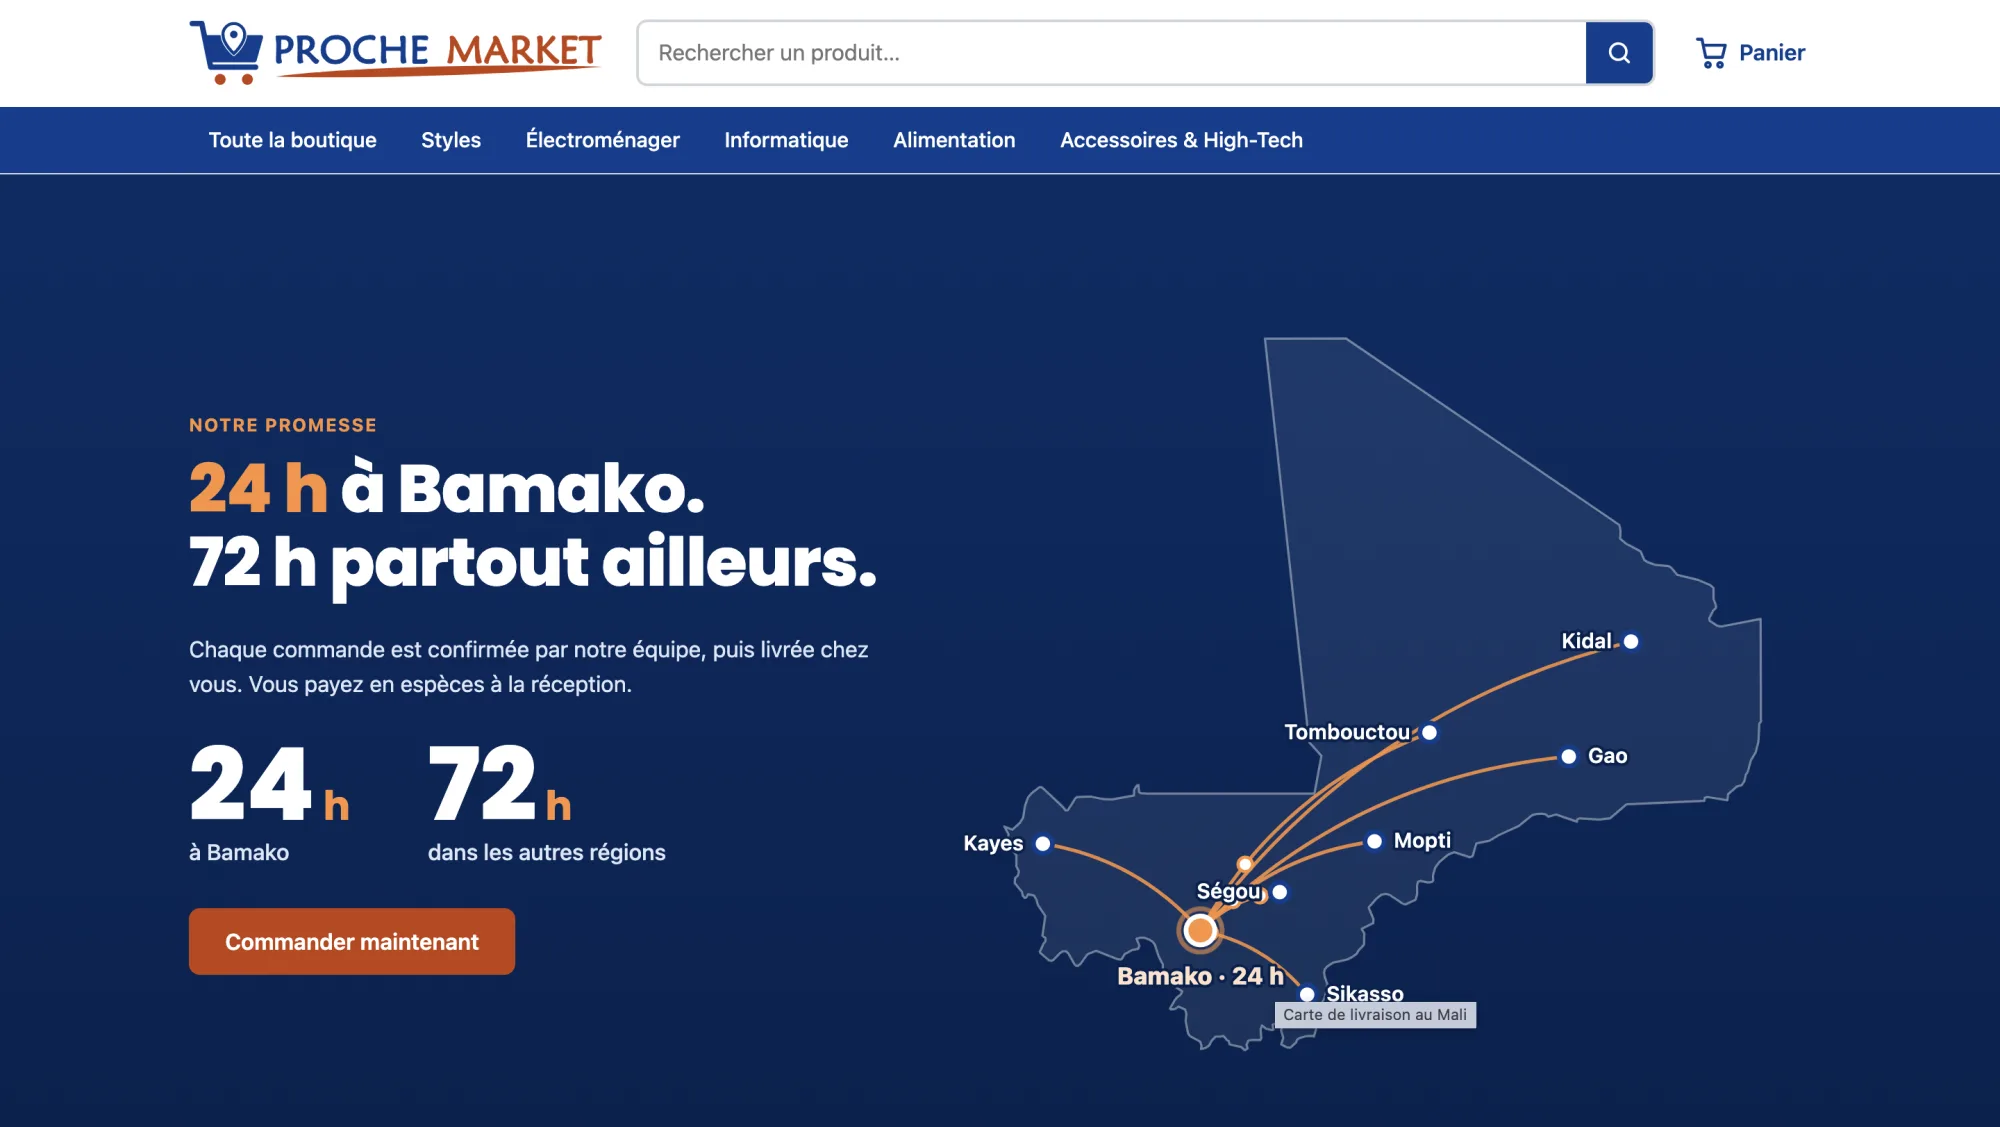 PROCHE MARKET
Rechercher un produit...
Panier
Toute la boutique
Styles
Électroménager
Informatique
Alimentation
Accessoires & High-Tech
NOTRE PROMESSE
24 h à Bamako.
72 h partout ailleurs.
Chaque commande est confirmée par notre équipe, puis livrée chez
vous. Vous payez en espèces à la réception.
24 h
à Bamako
72 h
dans les autres régions
Commander maintenant
Kidal
Tombouctou
Gao
Kayes
Mopti
Ségou
Bamako · 24 h
Sikasso
Carte de livraison au Mali